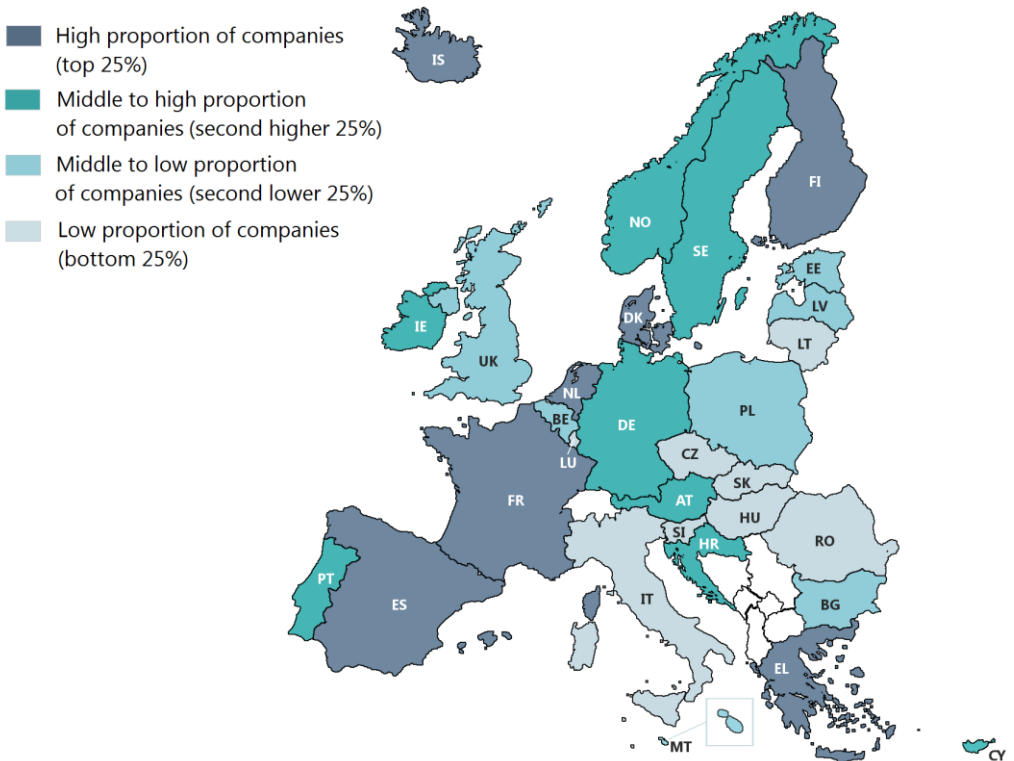 High proportion of companies
(top 25%)
Middle to high proportion
of companies (second higher 25%)
Middle to low proportion
of companies (second lower 25%)
Low proportion of companies
(bottom 25%)
IS
FI
NO
SE
EE
LV
LT
DK
IE
UK
NL
BE
LU
DE
PL
CZ
SK
AT
HU
SI
HR
RO
FR
PT
ES
IT
BG
EL
MT
CY